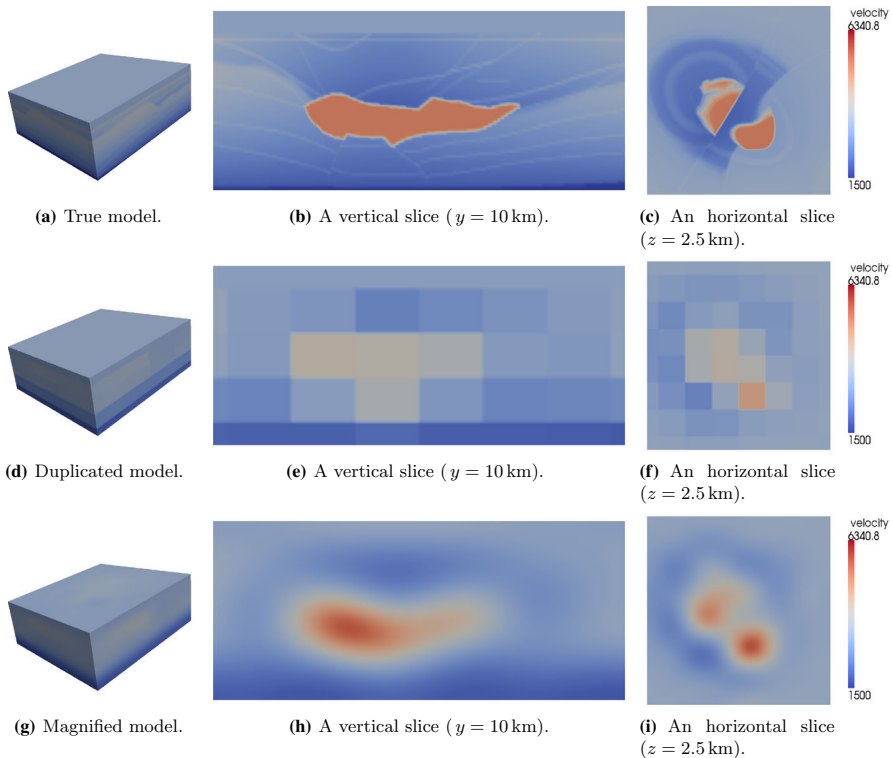 velocity
6340.8
1500
(a) True model.
(b) A vertical slice (y = 10 km).
(c) An horizontal slice
(z = 2.5 km).
velocity
6340.8
1500
(d) Duplicated model.
(e) A vertical slice (y = 10 km).
(f) An horizontal slice
(z = 2.5 km).
velocity
6340.8
1500
(g) Magnified model.
(h) A vertical slice (y = 10 km).
(i) An horizontal slice
(z = 2.5 km).